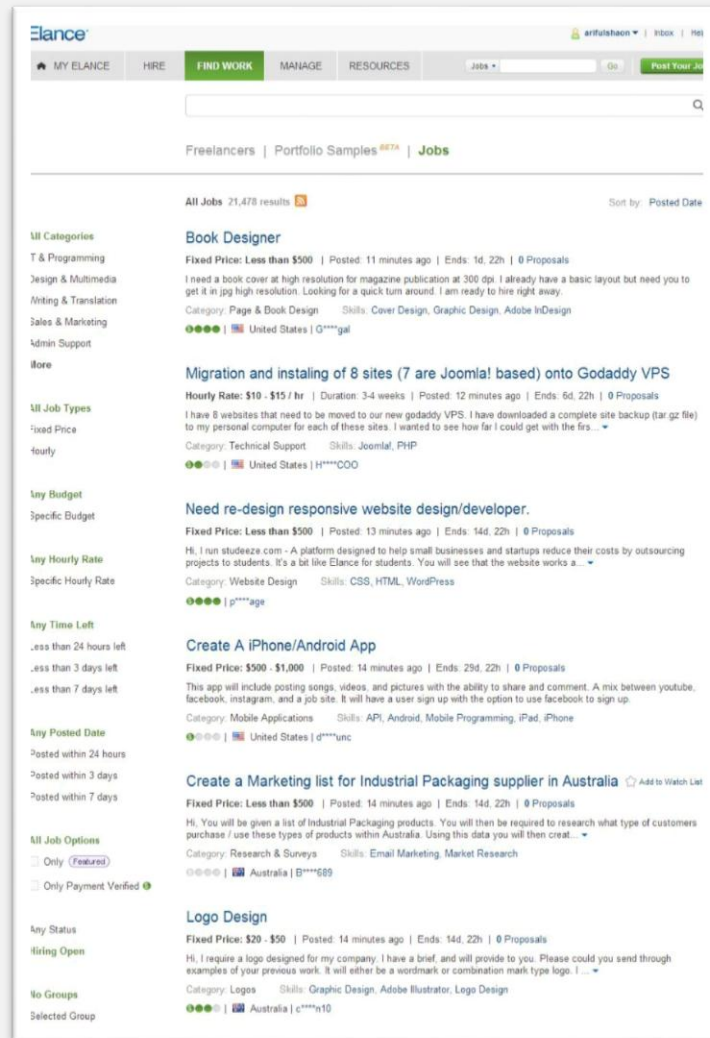 Elance
arifulshaon | Inbox | Hel
MY ELANCE HIRE FIND WORK MANAGE RESOURCES Jobs Go Post Your Jo
Freelancers | Portfolio Samples BETA | Jobs
All Jobs 21,478 results Sort by: Posted Date
All Categories
IT & Programming
Design & Multimedia
Writing & Translation
Sales & Marketing
Admin Support
More
All Job Types
Fixed Price
Hourly
Any Budget
Specific Budget
Any Hourly Rate
Specific Hourly Rate
Any Time Left
Less than 24 hours left
Less than 3 days left
Less than 7 days left
Any Posted Date
Posted within 24 hours
Posted within 3 days
Posted within 7 days
All Job Options
Only Featured
Only Payment Verified
Any Status
Hiring Open
No Groups
Selected Group
Book Designer
Fixed Price: Less than $500 | Posted: 11 minutes ago | Ends: 1d, 22h | 0 Proposals
I need a book cover at high resolution for magazine publication at 300 dpi. I already have a basic layout but need you to
get it in jpg high resolution. Looking for a quick turn around. I am ready to hire right away.
Category: Page & Book Design Skills: Cover Design, Graphic Design, Adobe InDesign
| United States | G****gal
Migration and instaling of 8 sites (7 are Joomla! based) onto Godaddy VPS
Hourly Rate: $10 - $15 / hr | Duration: 3-4 weeks | Posted: 12 minutes ago | Ends: 6d, 22h | 0 Proposals
I have 8 websites that need to be moved to our new godaddy VPS. I have downloaded a complete site backup (tar.gz file)
to my personal computer for each of these sites. I wanted to see how far I could get with the firs...
Category: Technical Support Skills: Joomla!, PHP
| United States | H****COO
Need re-design responsive website design/developer.
Fixed Price: Less than $500 | Posted: 13 minutes ago | Ends: 14d, 22h | 0 Proposals
Hi, I run studeeze.com - A platform designed to help small businesses and startups reduce their costs by outsourcing
projects to students. It's a bit like Elance for students. You will see that the website works a...
Category: Website Design Skills: CSS, HTML, WordPress
| p****age
Create A iPhone/Android App
Fixed Price: $500 - $1,000 | Posted: 14 minutes ago | Ends: 29d, 22h | 0 Proposals
This app will include posting songs, videos, and pictures with the ability to share and comment. A mix between youtube,
facebook, instagram, and a job site. It will have a user sign up with the option to use facebook to sign up.
Category: Mobile Applications Skills: API, Android, Mobile Programming, iPad, iPhone
| United States | d****unc
Create a Marketing list for Industrial Packaging supplier in Australia Add to Watch List
Fixed Price: Less than $500 | Posted: 14 minutes ago | Ends: 14d, 22h | 0 Proposals
Hi, You will be given a list of Industrial Packaging products. You will then be required to research what type of customers
purchase / use these types of products within Australia. Using this data you will then creat...
Category: Research & Surveys Skills: Email Marketing, Market Research
| Australia | B****689
Logo Design
Fixed Price: $20 - $50 | Posted: 14 minutes ago | Ends: 14d, 22h | 0 Proposals
Hi, I require a logo designed for my company. I have a brief, and will provide to you. Please could you send through
examples of your previous work. It will either be a wordmark or combination mark type logo. I ...
Category: Logos Skills: Graphic Design, Adobe Illustrator, Logo Design
| Australia | c****n10